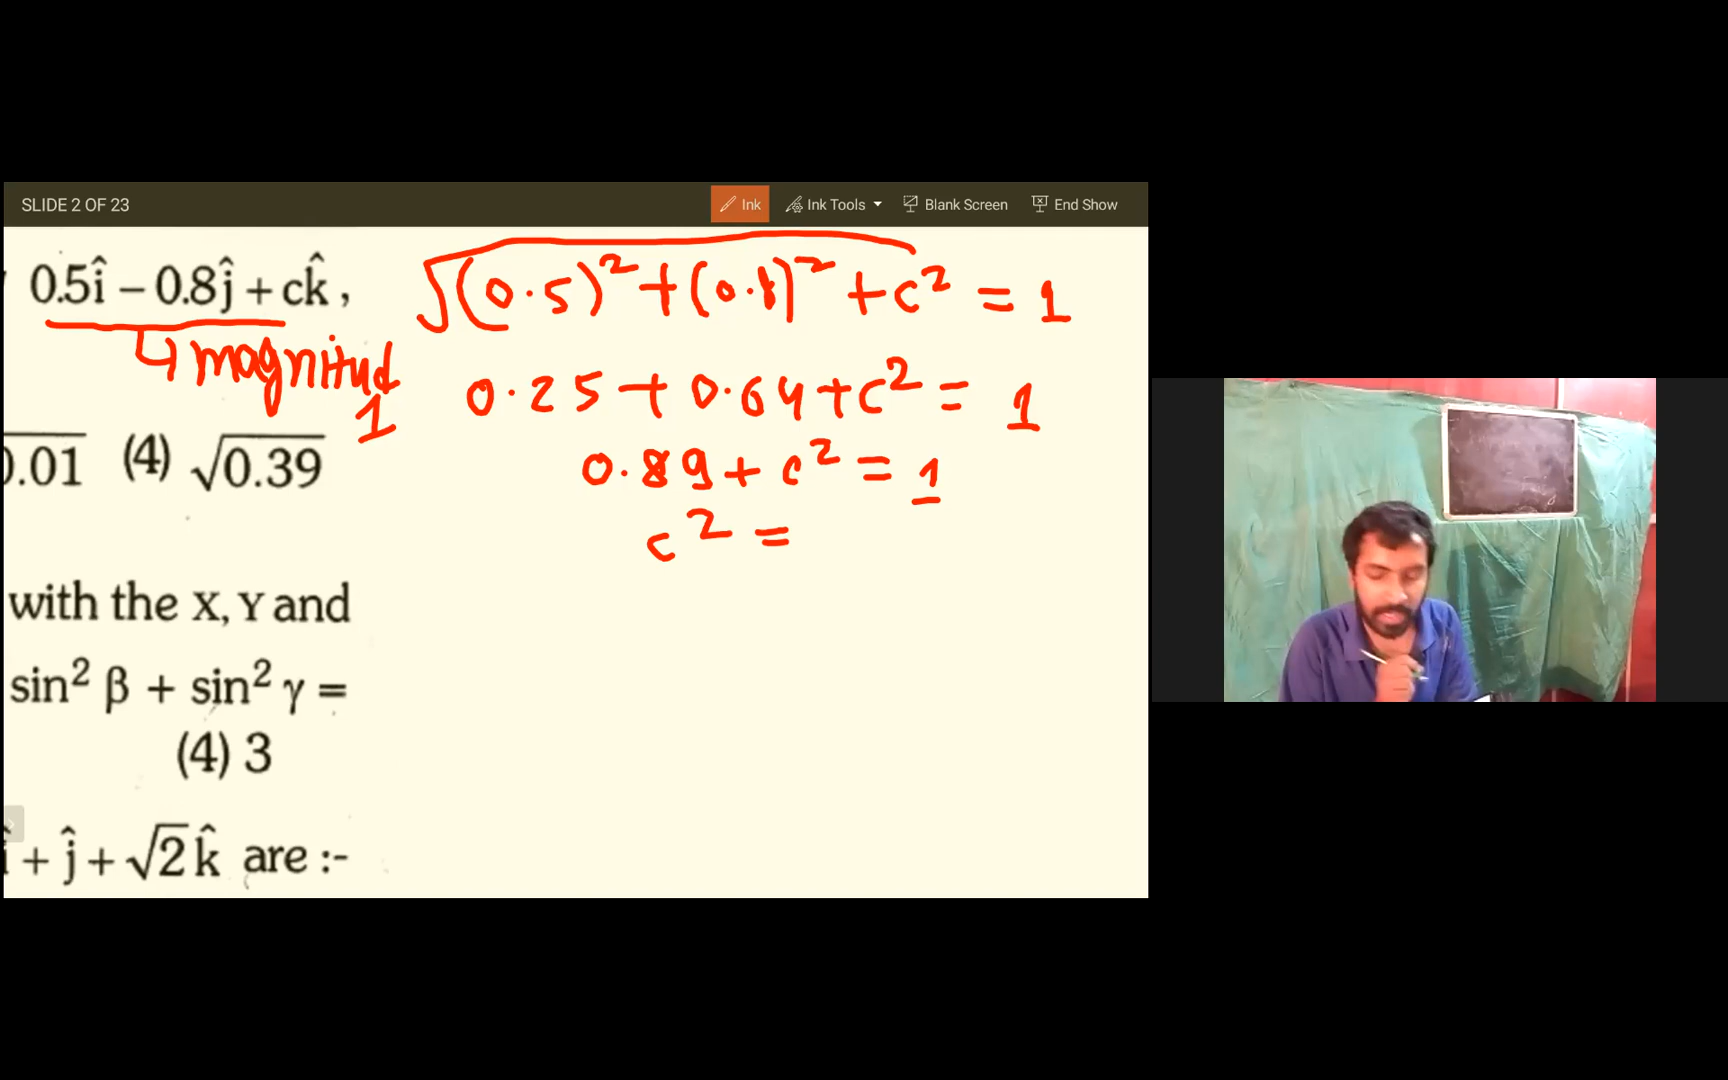 SLIDE 2 OF 23 Ink Ink Tools Blank Screen End Show
0.5î − 0.8ĵ + ck̂ ,
√(0.5)² + (0.8)² + c² = 1
magnitud
1
0.25 + 0.64 + c² = 1
0.01 (4) √0.39
0.89 + c² = 1
c² =
with the X, Y and
sin² β + sin² γ =
(4) 3
î + ĵ + √2 k̂ are :-